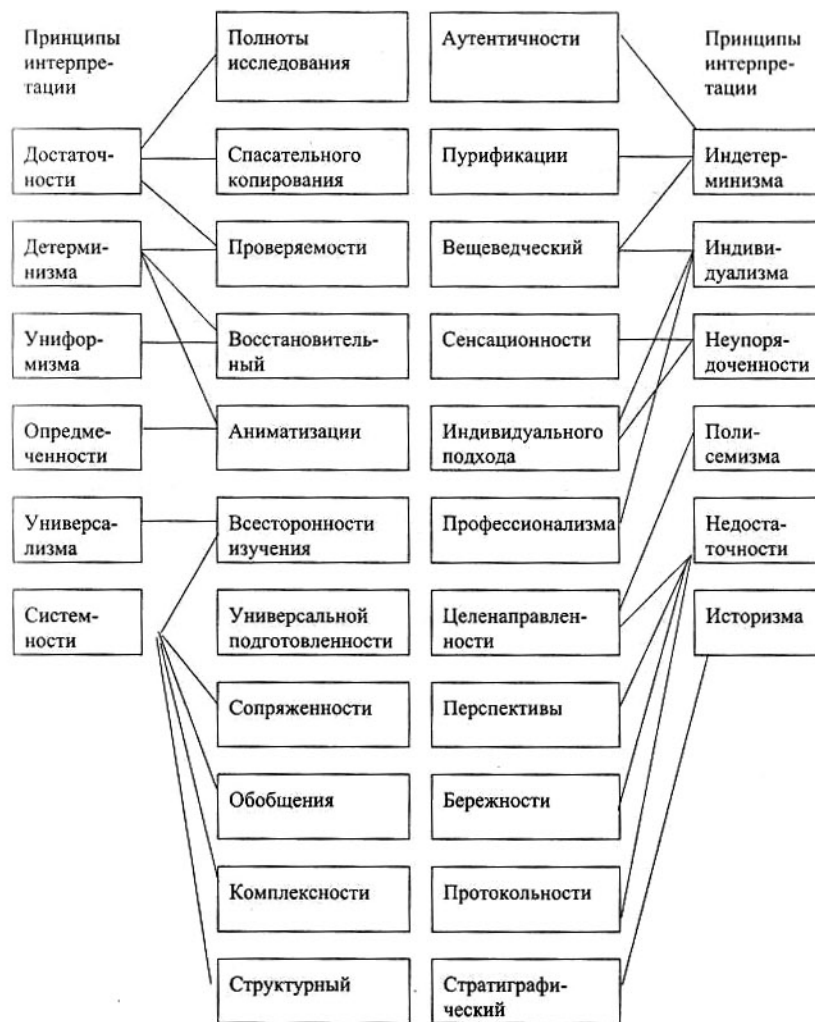 Принципы
интерпре-
тации
Достаточ-
ности
Детерми-
низма
Унифор-
мизма
Опредме-
ченности
Универса-
лизма
Систем-
ности
Полноты
исследования
Спасательного
копирования
Проверяемости
Восстановитель-
ный
Аниматизации
Всесторонности
изучения
Универсальной
подготовленности
Сопряженности
Обобщения
Комплексности
Структурный
Аутентичности
Пурификации
Вещеведческий
Сенсационности
Индивидуального
подхода
Профессионализма
Целенаправлен-
ности
Перспективы
Бережности
Протокольности
Стратиграфи-
ческий
Принципы
интерпре-
тации
Индетер-
минизма
Индиви-
дуализма
Неупоря-
доченности
Поли-
семизма
Недоста-
точности
Историзма